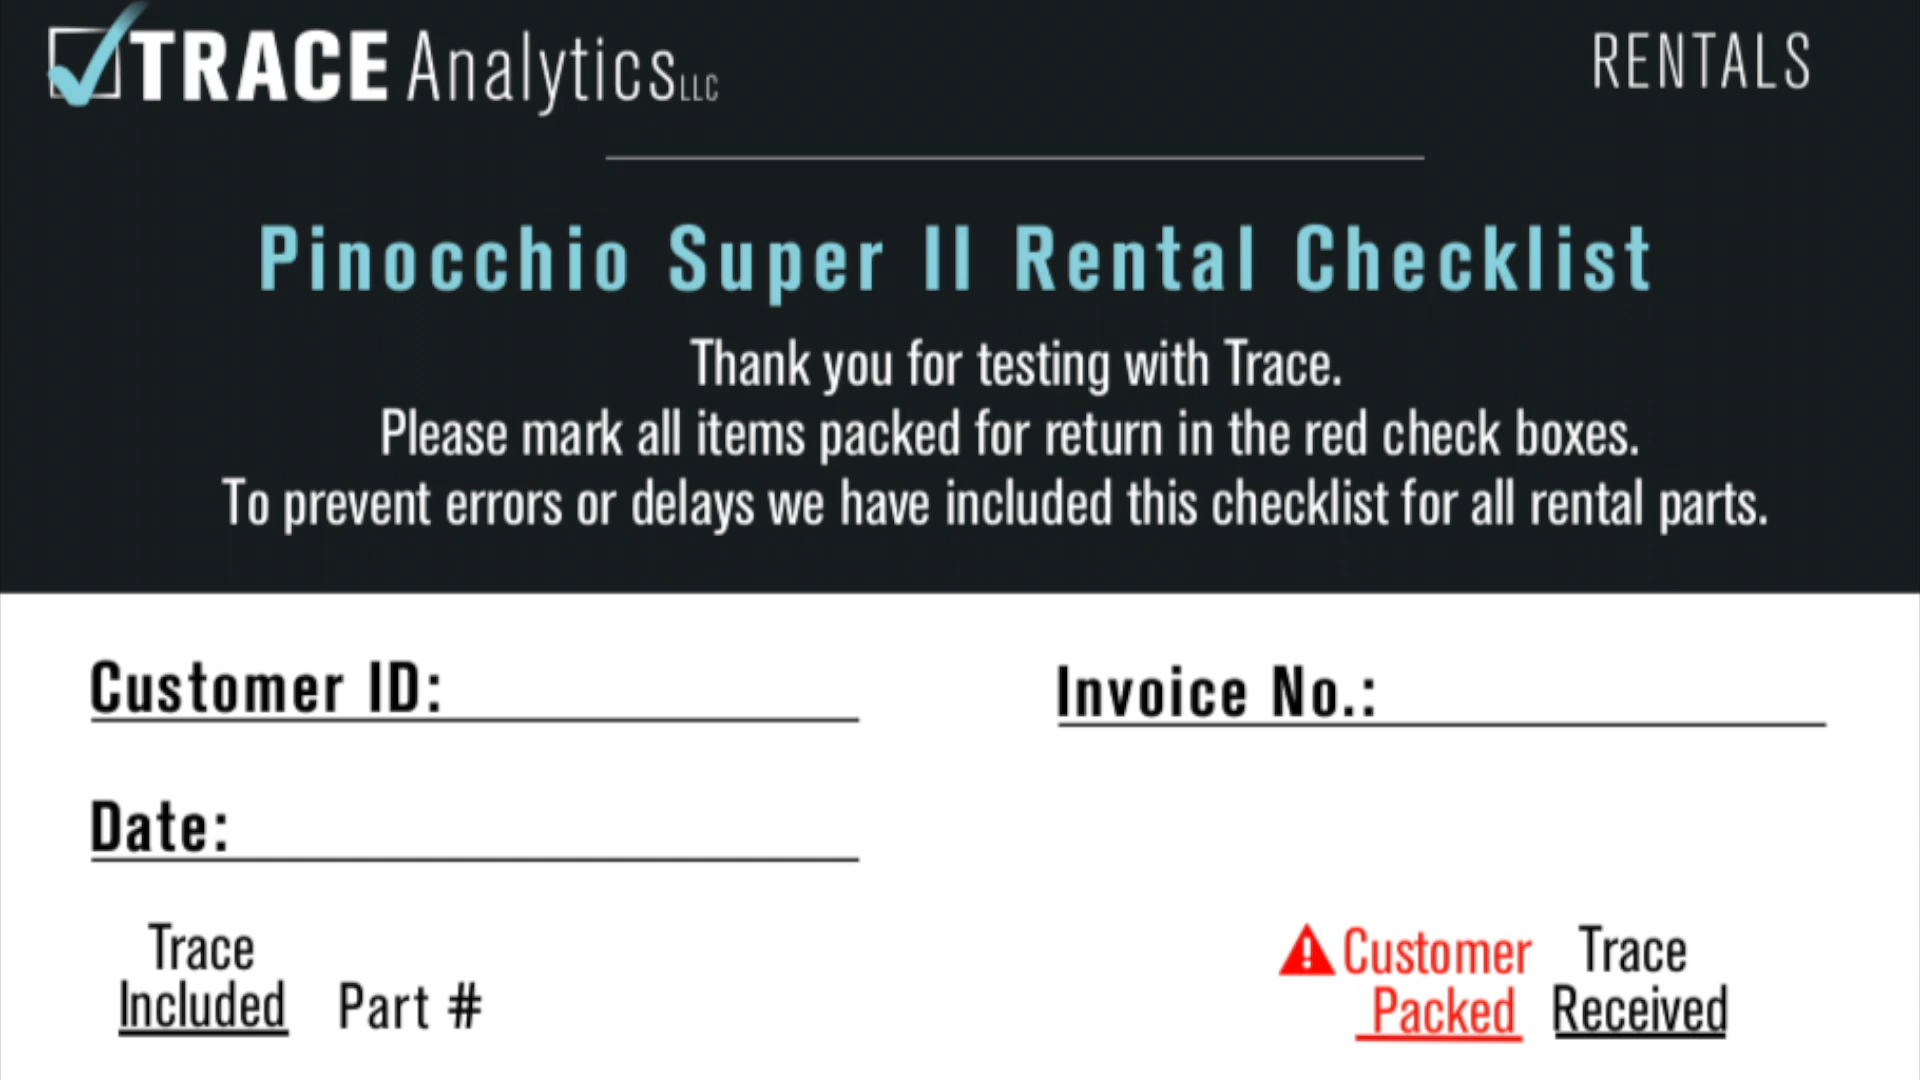 TRACE Analytics LLC
RENTALS
Pinocchio Super II Rental Checklist
Thank you for testing with Trace.
Please mark all items packed for return in the red check boxes.
To prevent errors or delays we have included this checklist for all rental parts.
Customer ID:
Invoice No.:
Date:
Trace
Included
Part #
Customer
Packed
Trace
Received